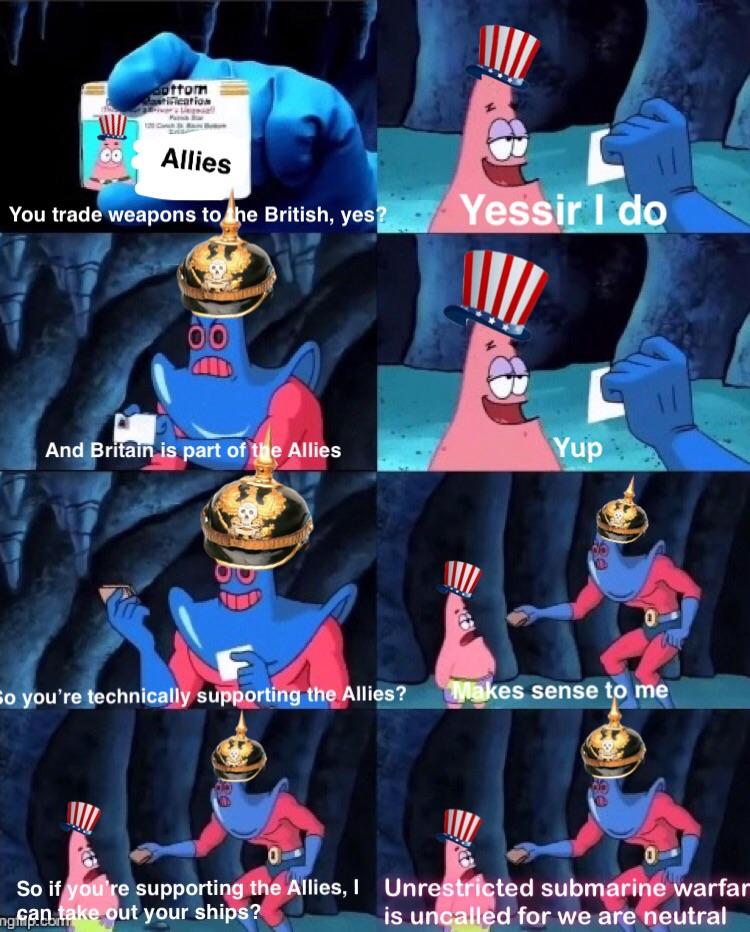 ottom
Allies
You trade weapons to the British, yes?
Yessir I do
And Britain is part of the Allies
Yup
So you're technically supporting the Allies?
Makes sense to me
So if you're supporting the Allies, I
can take out your ships?
Unrestricted submarine warfar
is uncalled for we are neutral